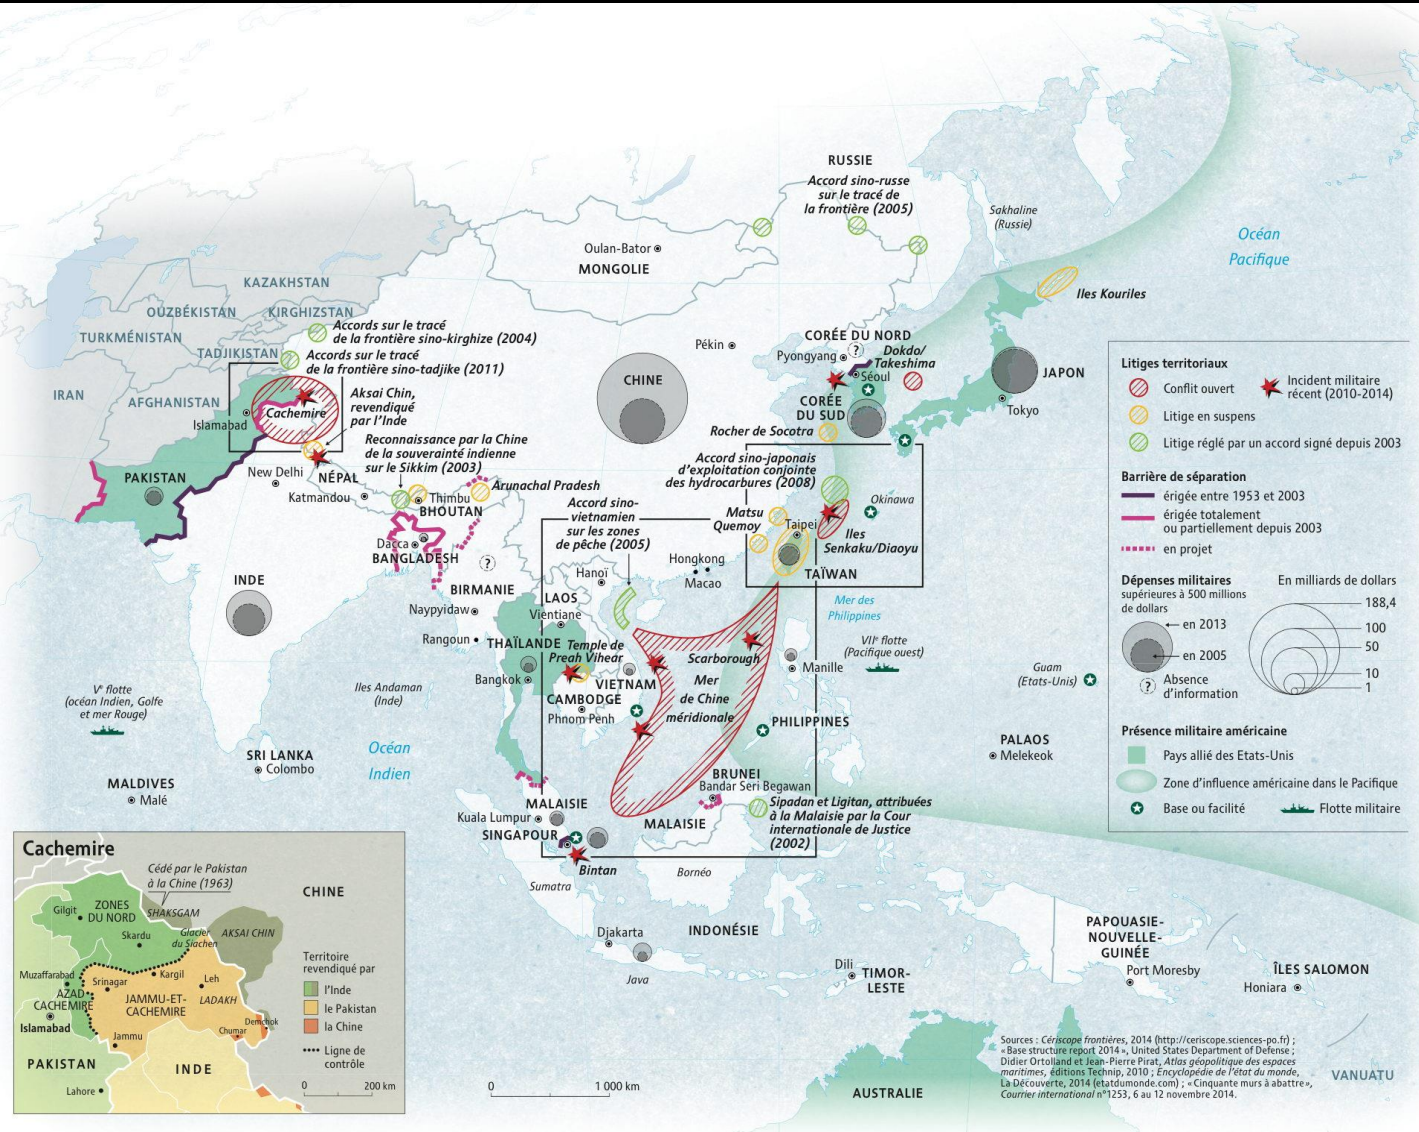 RUSSIE
Accord sino-russe
sur le tracé de
la frontière (2005)
Sakhaline
(Russie)
Océan
Pacifique
Oulan-Bator
MONGOLIE
KAZAKHSTAN
OUZBÉKISTAN
KIRGHIZSTAN
TURKMÉNISTAN
TADJIKISTAN
IRAN
AFGHANISTAN
Accords sur le tracé
de la frontière sino-kirghize (2004)
Accords sur le tracé
de la frontière sino-tadjike (2011)
Aksai Chin,
revendiqué
par l'Inde
Cachemire
Islamabad
Reconnaissance par la Chine
de la souverainté indienne
sur le Sikkim (2003)
PAKISTAN
New Delhi
NÉPAL
Katmandou
Thimbu
BHOUTAN
Arunachal Pradesh
Dacca
BANGLADESH
?
INDE
BIRMANIE
Naypyidaw
Rangoun
Pékin
CHINE
CORÉE DU NORD
Pyongyang
?
Dokdo/
Takeshima
Séoul
CORÉE
DU SUD
JAPON
Tokyo
Iles Kouriles
Rocher de Socotra
Accord sino-japonais
d'exploitation conjointe
des hydrocarbures (2008)
Okinawa
Matsu
Quemoy
Taipei
Iles
Senkaku/Diaoyu
TAÏWAN
Accord sino-
vietnamien
sur les zones
de pêche (2005)
Hongkong
Macao
Hanoï
LAOS
Vientiane
THAÏLANDE
Temple de
Preah Vihear
Bangkok
VIETNAM
CAMBODGE
Phnom Penh
Scarborough
Mer
de Chine
méridionale
Mer des
Philippines
VIIe flotte
(Pacifique ouest)
Manille
PHILIPPINES
Guam
(Etats-Unis)
PALAOS
Melekeok
Ve flotte
(océan Indien, Golfe
et mer Rouge)
Iles Andaman
(Inde)
Océan
Indien
SRI LANKA
Colombo
MALDIVES
Malé
BRUNEI
Bandar Seri Begawan
MALAISIE
Kuala Lumpur
SINGAPOUR
MALAISIE
Sipadan et Ligitan, attribuées
à la Malaisie par la Cour
internationale de Justice
(2002)
Bintan
Sumatra
Bornéo
Djakarta
INDONÉSIE
Java
Dili
TIMOR-
LESTE
PAPOUASIE-
NOUVELLE-
GUINÉE
Port Moresby
ÎLES SALOMON
Honiara
VANUATU
AUSTRALIE
0
1 000 km
Litiges territoriaux
Conflit ouvert
Incident militaire
récent (2010-2014)
Litige en suspens
Litige réglé par un accord signé depuis 2003
Barrière de séparation
érigée entre 1953 et 2003
érigée totalement
ou partiellement depuis 2003
en projet
Dépenses militaires
supérieures à 500 millions
de dollars
en 2013
en 2005
? Absence
d'information
En milliards de dollars
188,4
100
50
10
1
Présence militaire américaine
Pays allié des Etats-Unis
Zone d'influence américaine dans le Pacifique
Base ou facilité
Flotte militaire
Cachemire
Cédé par le Pakistan
à la Chine (1963)
CHINE
Gilgit
ZONES
DU NORD
SHAKSGAM
Skardu
Glacier
du Siachen
AKSAI CHIN
Muzaffarabad
Srinagar
Kargil
Leh
AZAD
CACHEMIRE
JAMMU-ET-
CACHEMIRE
LADAKH
Islamabad
Jammu
Chumar
Demchok
PAKISTAN
INDE
Lahore
Territoire
revendiqué par
l'Inde
le Pakistan
la Chine
Ligne de
contrôle
0
200 km
Sources : Cériscope frontières, 2014 (http://ceriscope.sciences-po.fr) ;
« Base structure report 2014 », United States Department of Defense ;
Didier Ortolland et Jean-Pierre Pirat, Atlas géopolitique des espaces
maritimes, éditions Technip, 2010 ; Encyclopédie de l'état du monde,
La Découverte, 2014 (etatdumonde.com) ; « Cinquante murs à abattre »,
Courrier international n°1253, 6 au 12 novembre 2014.